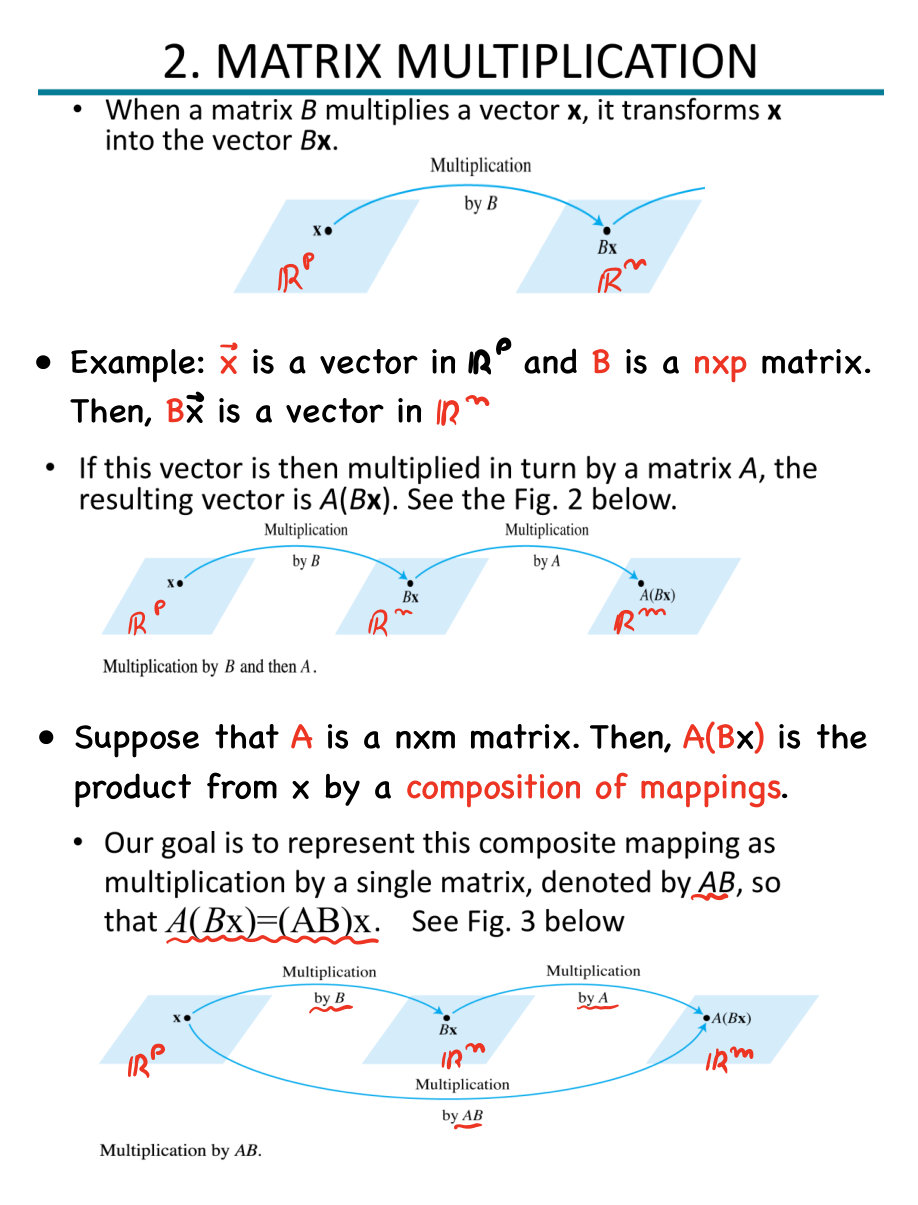 2. MATRIX MULTIPLICATION
• When a matrix B multiplies a vector x, it transforms x
into the vector Bx.
Multiplication
by B
x
Bx
ℝᵖ
ℝⁿ
• Example: x⃗ is a vector in ℝᵖ and B is a nxp matrix.
Then, Bx⃗ is a vector in ℝⁿ
• If this vector is then multiplied in turn by a matrix A, the
resulting vector is A(Bx). See the Fig. 2 below.
Multiplication Multiplication
by B by A
x
Bx A(Bx)
ℝᵖ ℝⁿ ℝᵐ
Multiplication by B and then A.
• Suppose that A is a nxm matrix. Then, A(Bx) is the
product from x by a composition of mappings.
• Our goal is to represent this composite mapping as
multiplication by a single matrix, denoted by AB, so
that A(Bx)=(AB)x. See Fig. 3 below
Multiplication Multiplication
by B by A
x A(Bx)
Bx
ℝᵖ ℝⁿ ℝᵐ
Multiplication
by AB
Multiplication by AB.